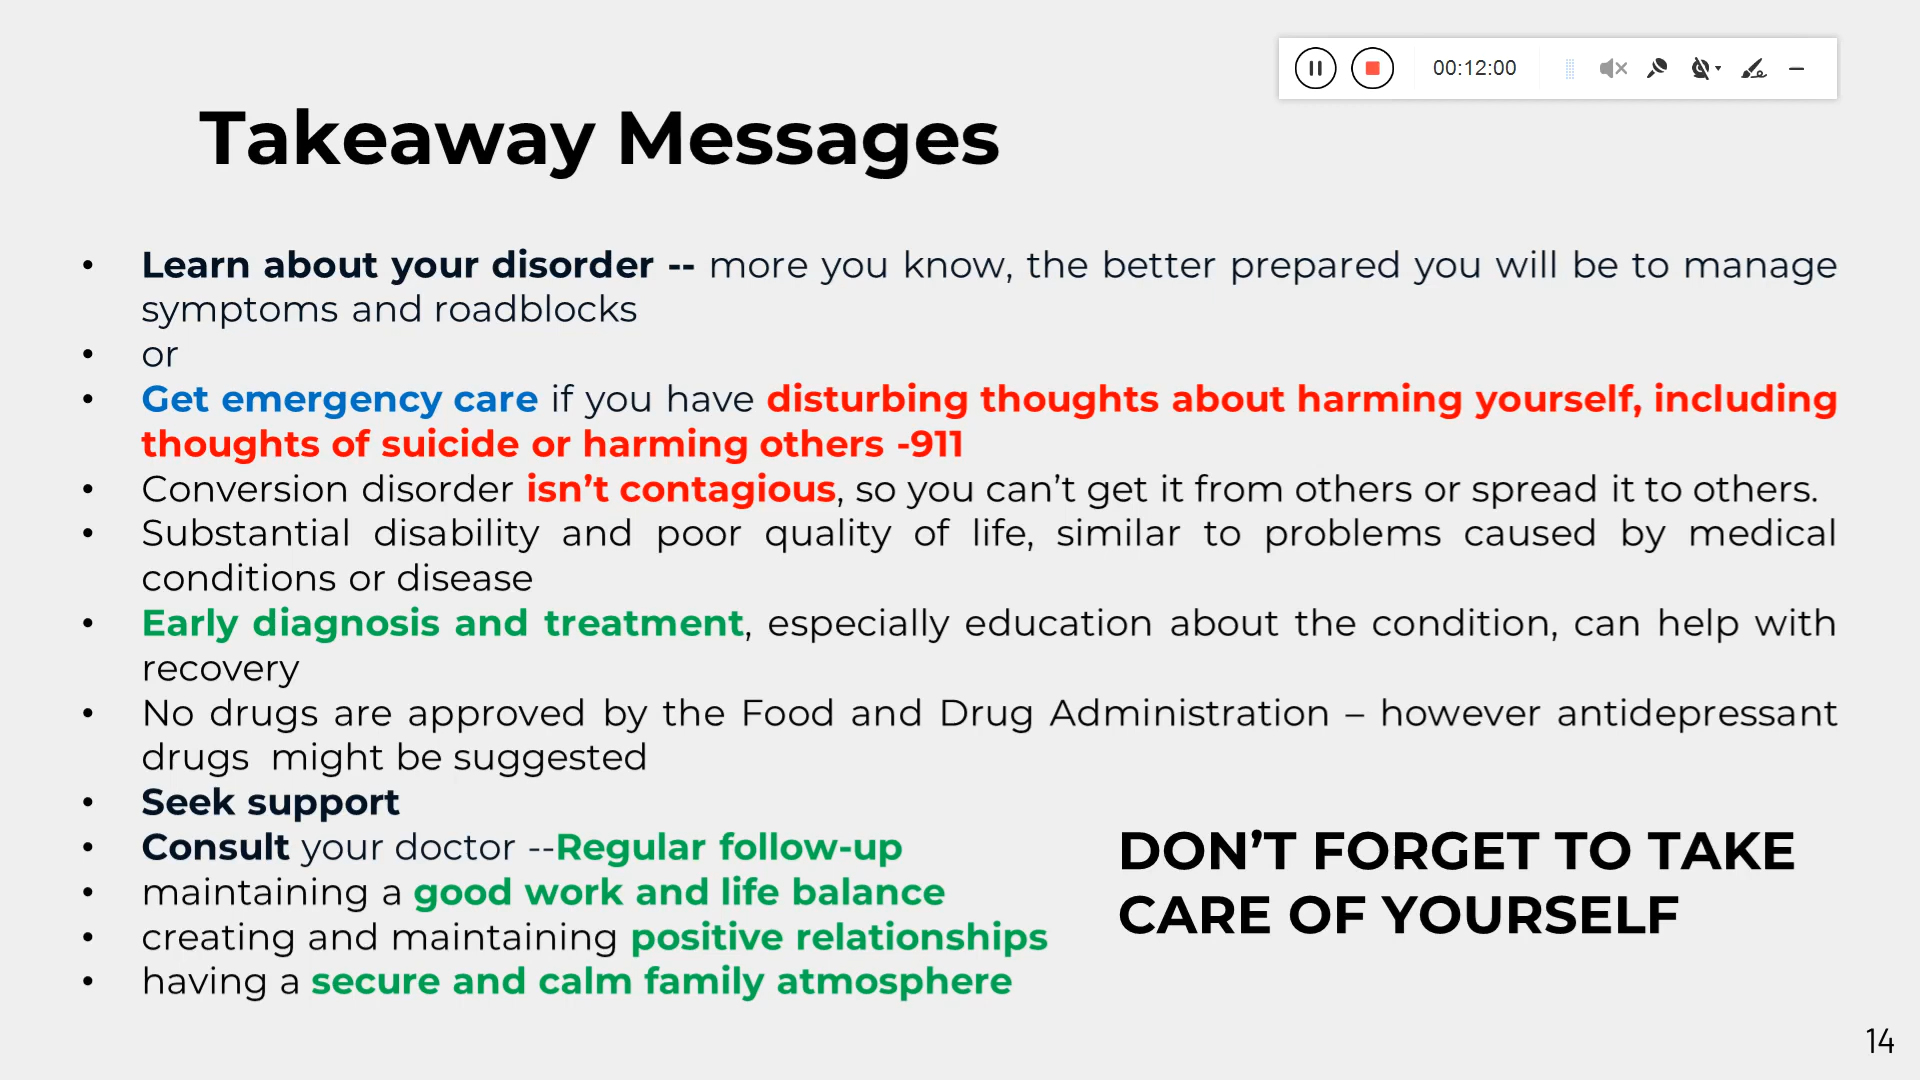 00:12:00
Takeaway Messages
• Learn about your disorder -- more you know, the better prepared you will be to manage
symptoms and roadblocks
• or
• Get emergency care if you have disturbing thoughts about harming yourself, including
thoughts of suicide or harming others -911
• Conversion disorder isn’t contagious, so you can’t get it from others or spread it to others.
• Substantial disability and poor quality of life, similar to problems caused by medical
conditions or disease
• Early diagnosis and treatment, especially education about the condition, can help with
recovery
• No drugs are approved by the Food and Drug Administration – however antidepressant
drugs  might be suggested
• Seek support
• Consult your doctor --Regular follow-up
• maintaining a good work and life balance
• creating and maintaining positive relationships
• having a secure and calm family atmosphere
DON’T FORGET TO TAKE
CARE OF YOURSELF
14